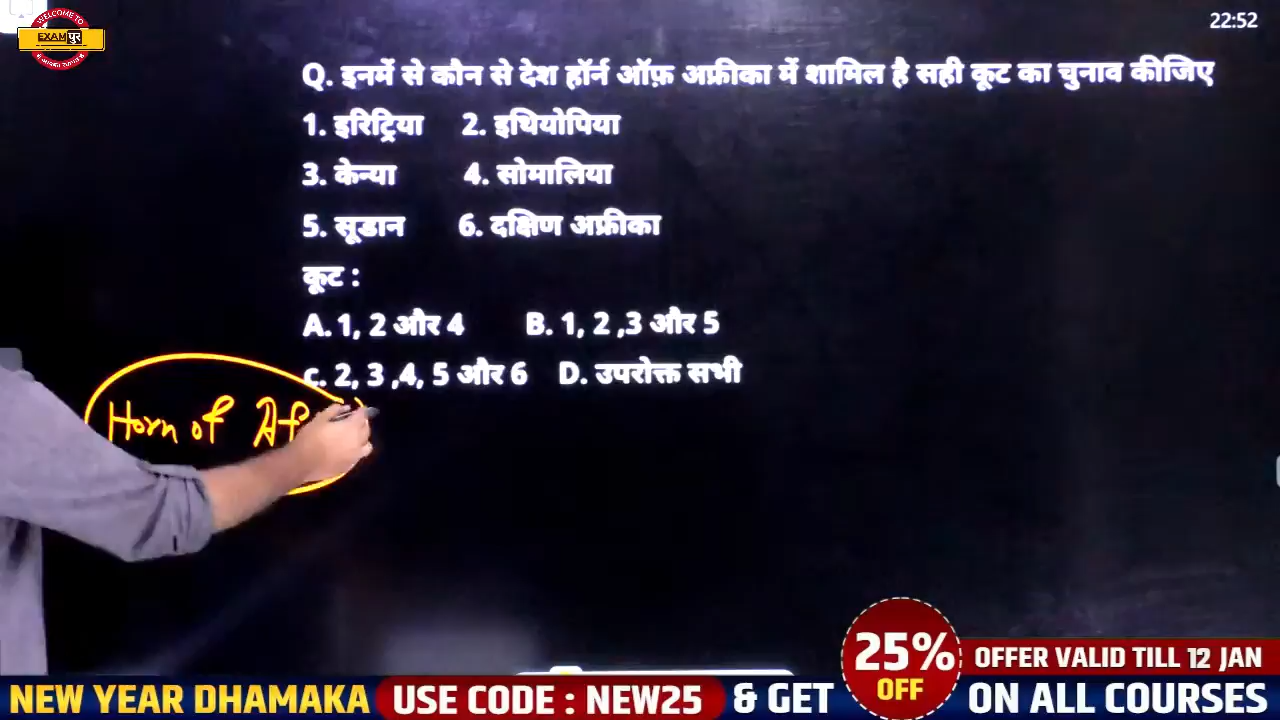 WELCOME TO
EXAMपुर
22:52
Q. इनमें से कौन से देश हॉर्न ऑफ़ अफ्रीका में शामिल है सही कूट का चुनाव कीजिए
1. इरिट्रिया 2. इथियोपिया
3. केन्या 4. सोमालिया
5. सूडान 6. दक्षिण अफ्रीका
कूट :
A. 1, 2 और 4 B. 1, 2 ,3 और 5
c. 2, 3 ,4, 5 और 6 D. उपरोक्त सभी
Horn of Af
25% OFF
OFFER VALID TILL 12 JAN
NEW YEAR DHAMAKA USE CODE : NEW25 & GET ON ALL COURSES